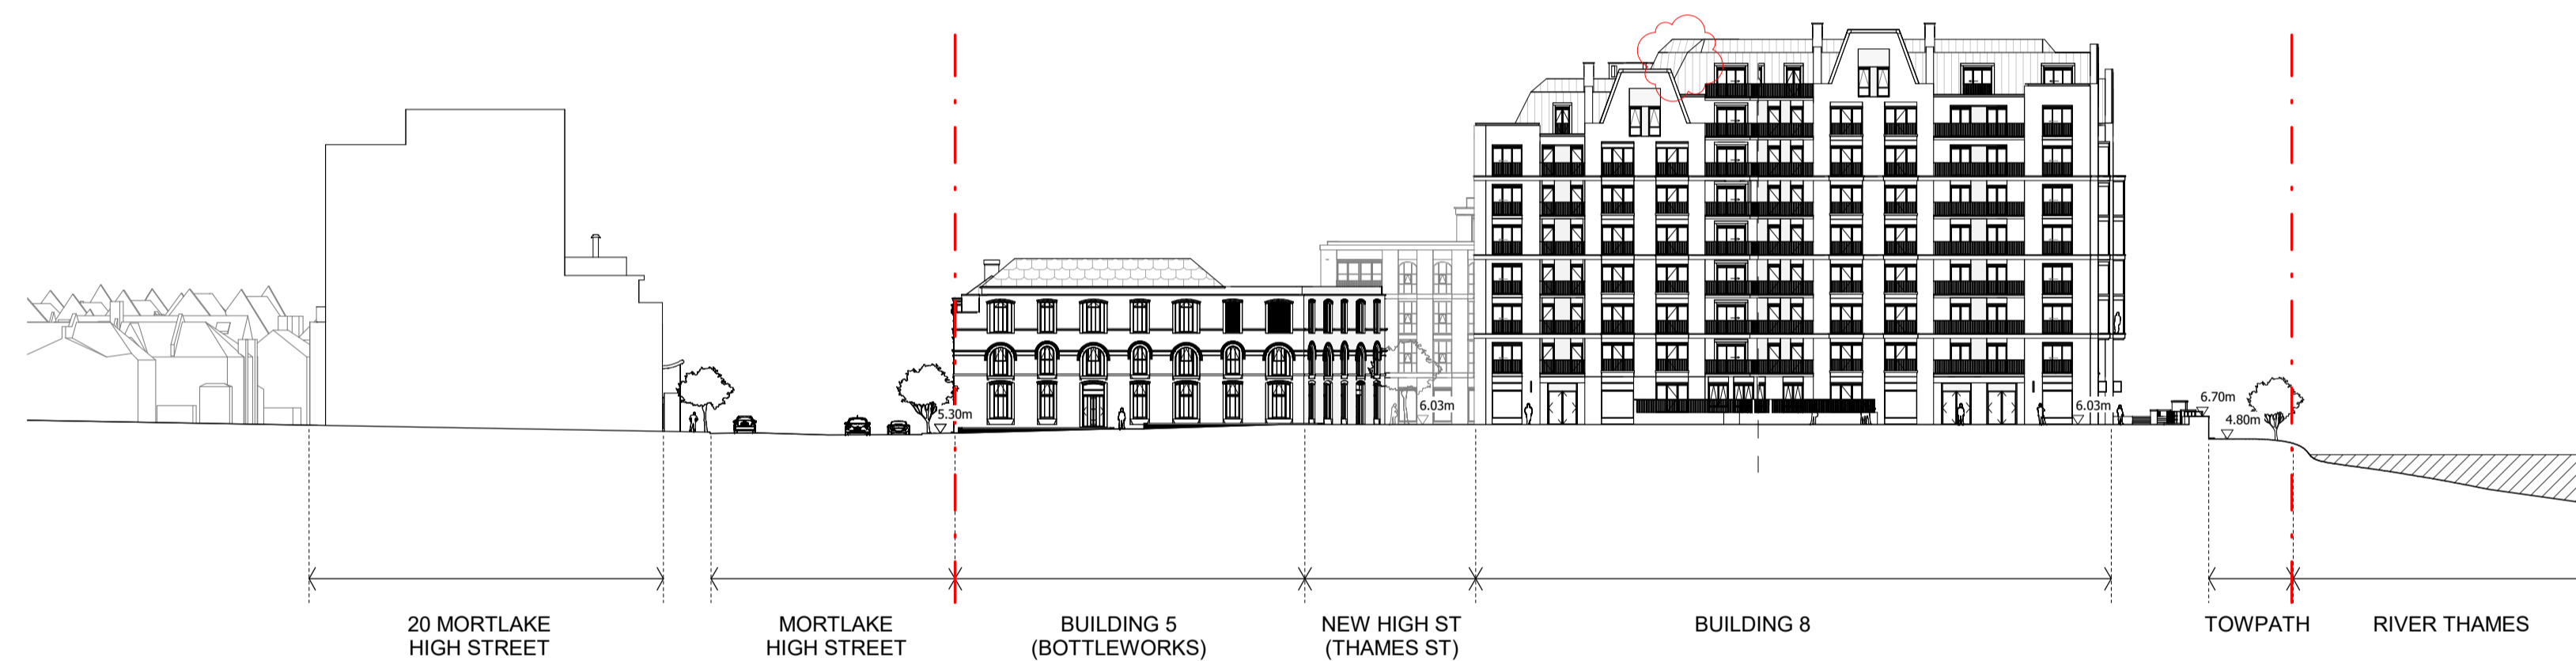 5.30m
6.03m
6.03m
6.70m
4.80m
20 MORTLAKE
HIGH STREET
MORTLAKE
HIGH STREET
BUILDING 5
(BOTTLEWORKS)
NEW HIGH ST
(THAMES ST)
BUILDING 8
TOWPATH
RIVER THAMES